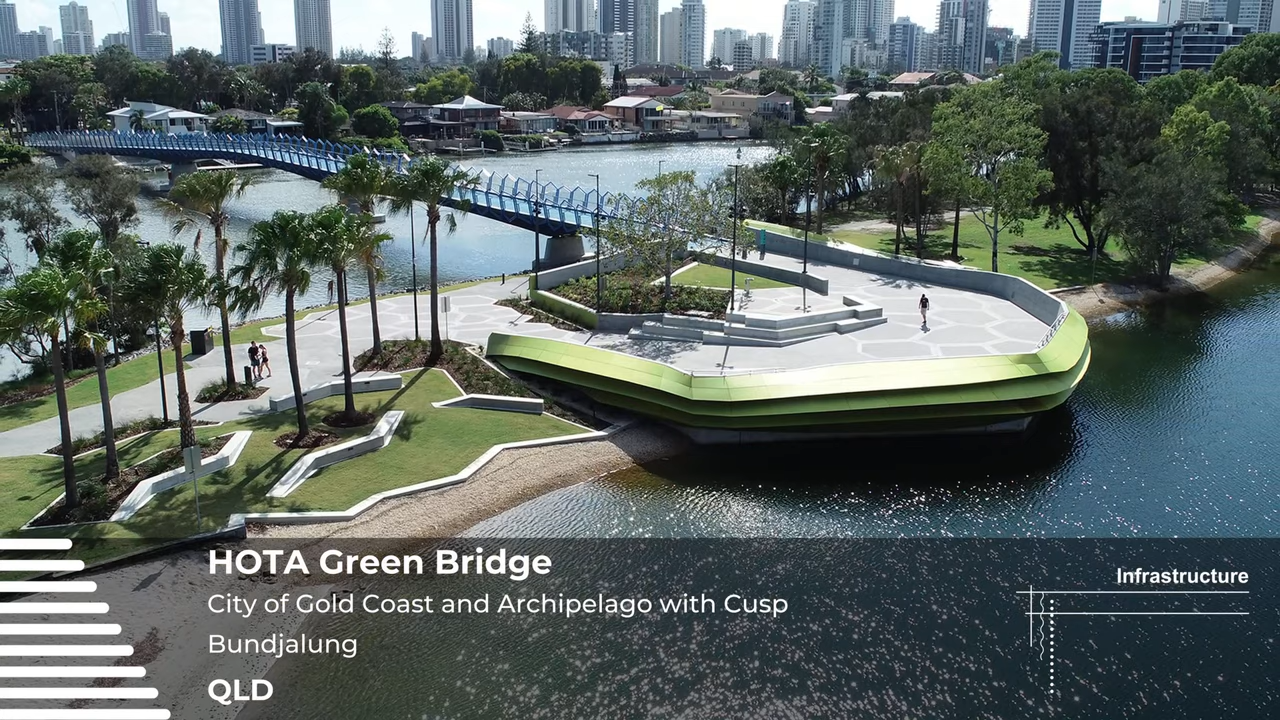 HOTA Green Bridge
City of Gold Coast and Archipelago with Cusp
Bundjalung
QLD
Infrastructure